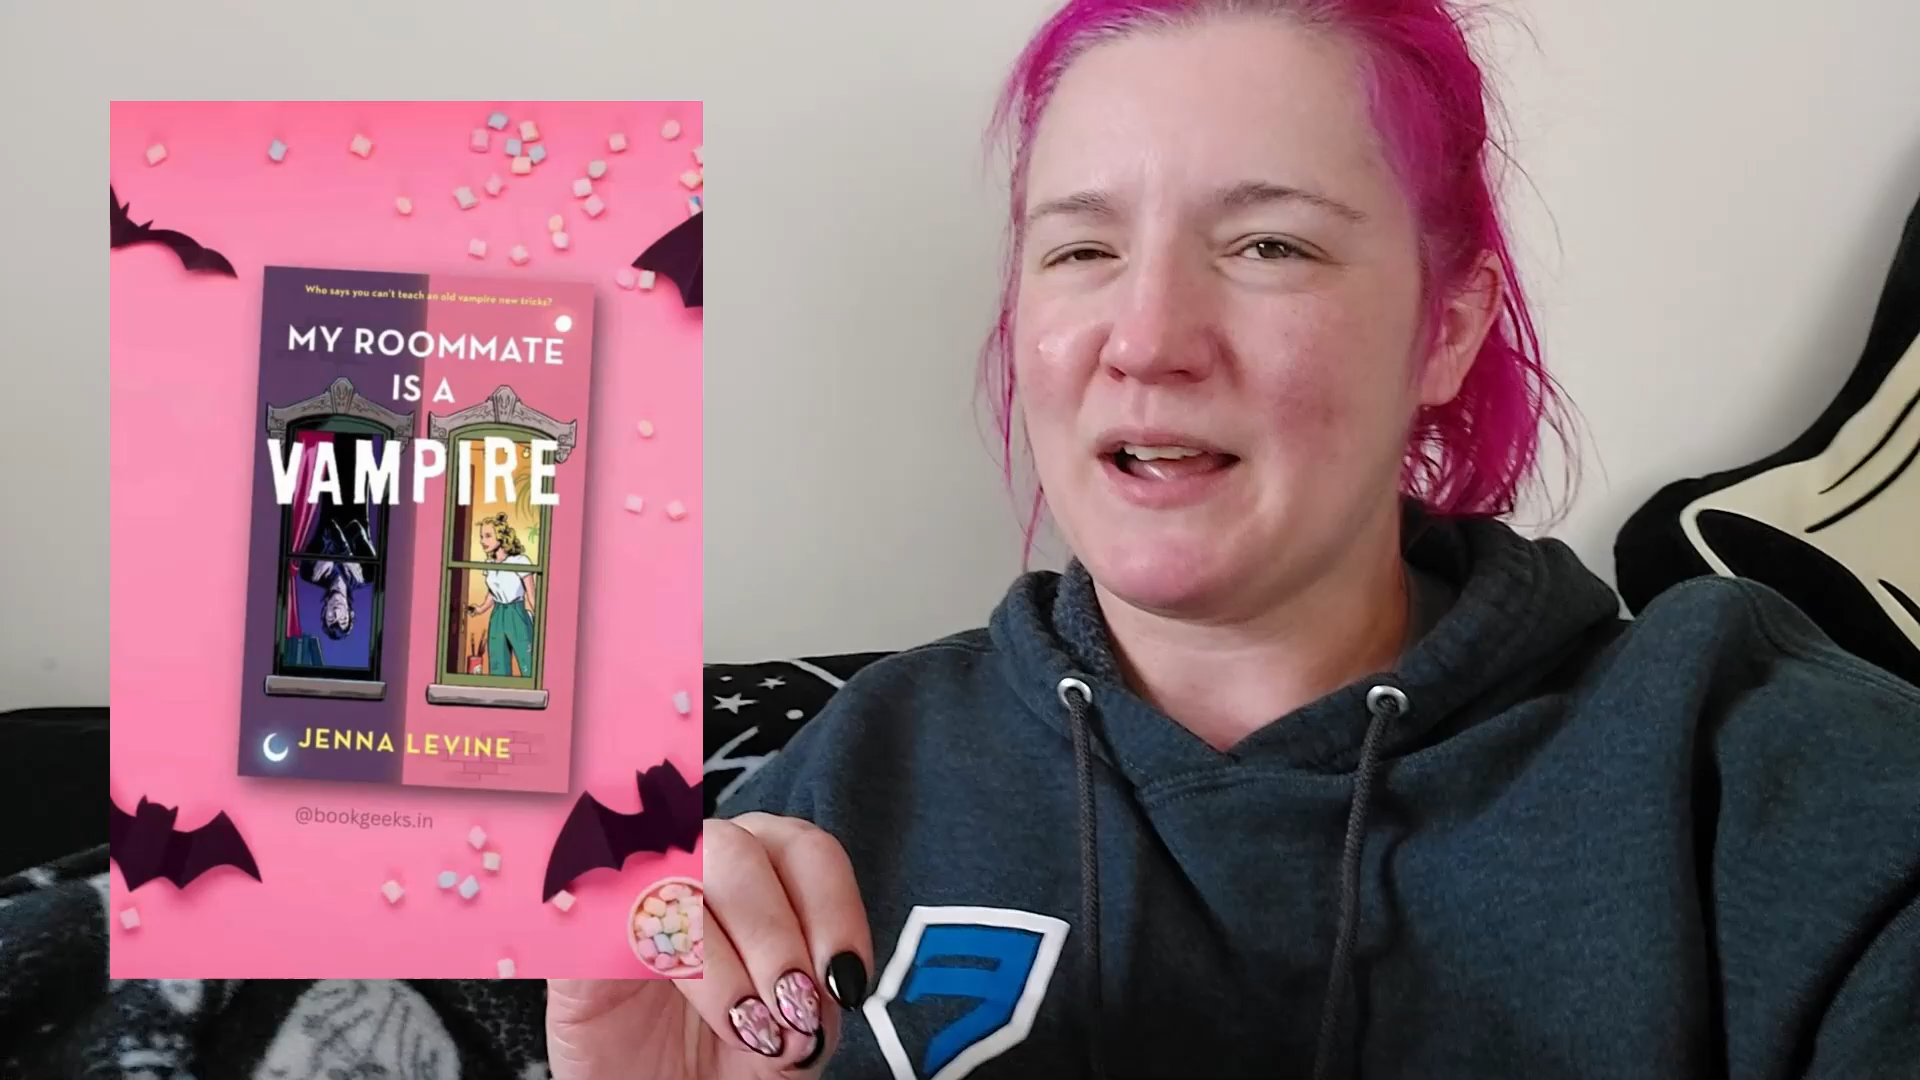 Who says you can't teach an old vampire new tricks?
MY ROOMMATE
IS A
VAMPIRE
JENNA LEVINE
@bookgeeks.in